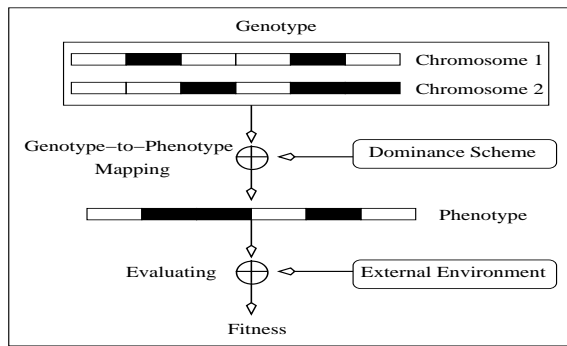 Genotype
Chromosome 1
Chromosome 2
Genotype-to-Phenotype
Mapping
Dominance Scheme
Phenotype
Evaluating
External Environment
Fitness